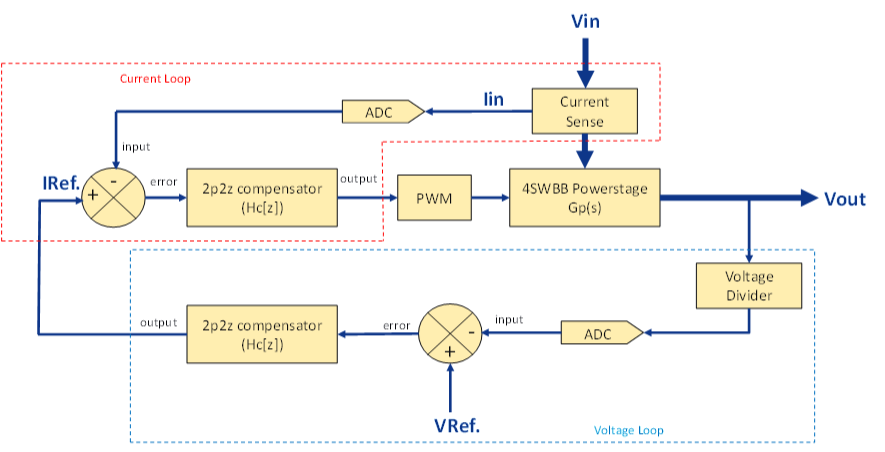 Vin
Current Loop
Iin
ADC
Current
Sense
input
IRef.
-
+
error
2p2z compensator
(Hc[z])
output
PWM
4SWBB Powerstage
Gp(s)
Vout
Voltage
Divider
output
2p2z compensator
(Hc[z])
error
-
+
input
ADC
VRef.
Voltage Loop